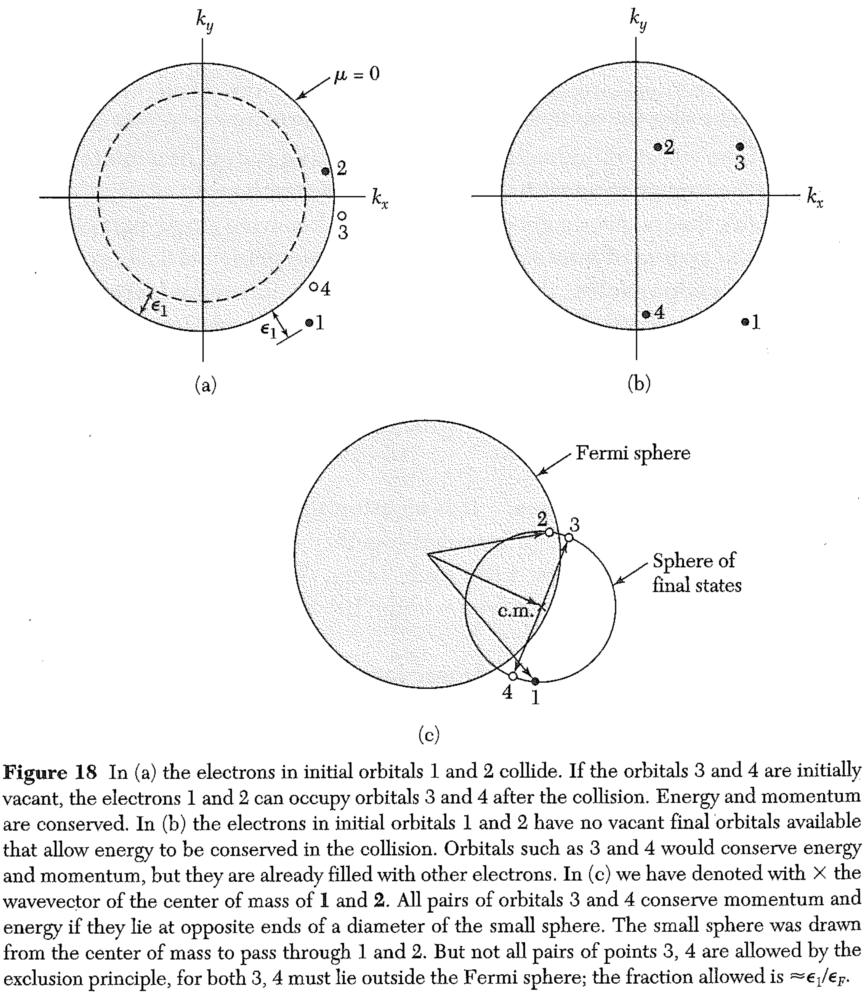 k_y
μ = 0
2
k_x
3
4
ϵ_1
ϵ_1
1
(a)
k_y
2
3
k_x
4
1
(b)
Fermi sphere
2
3
Sphere of
final states
c.m.
4
1
(c)
Figure 18 In (a) the electrons in initial orbitals 1 and 2 collide. If the orbitals 3 and 4 are initially
vacant, the electrons 1 and 2 can occupy orbitals 3 and 4 after the collision. Energy and momentum
are conserved. In (b) the electrons in initial orbitals 1 and 2 have no vacant final orbitals available
that allow energy to be conserved in the collision. Orbitals such as 3 and 4 would conserve energy
and momentum, but they are already filled with other electrons. In (c) we have denoted with × the
wavevector of the center of mass of 1 and 2. All pairs of orbitals 3 and 4 conserve momentum and
energy if they lie at opposite ends of a diameter of the small sphere. The small sphere was drawn
from the center of mass to pass through 1 and 2. But not all pairs of points 3, 4 are allowed by the
exclusion principle, for both 3, 4 must lie outside the Fermi sphere; the fraction allowed is ≈ϵ_1/ϵ_F.